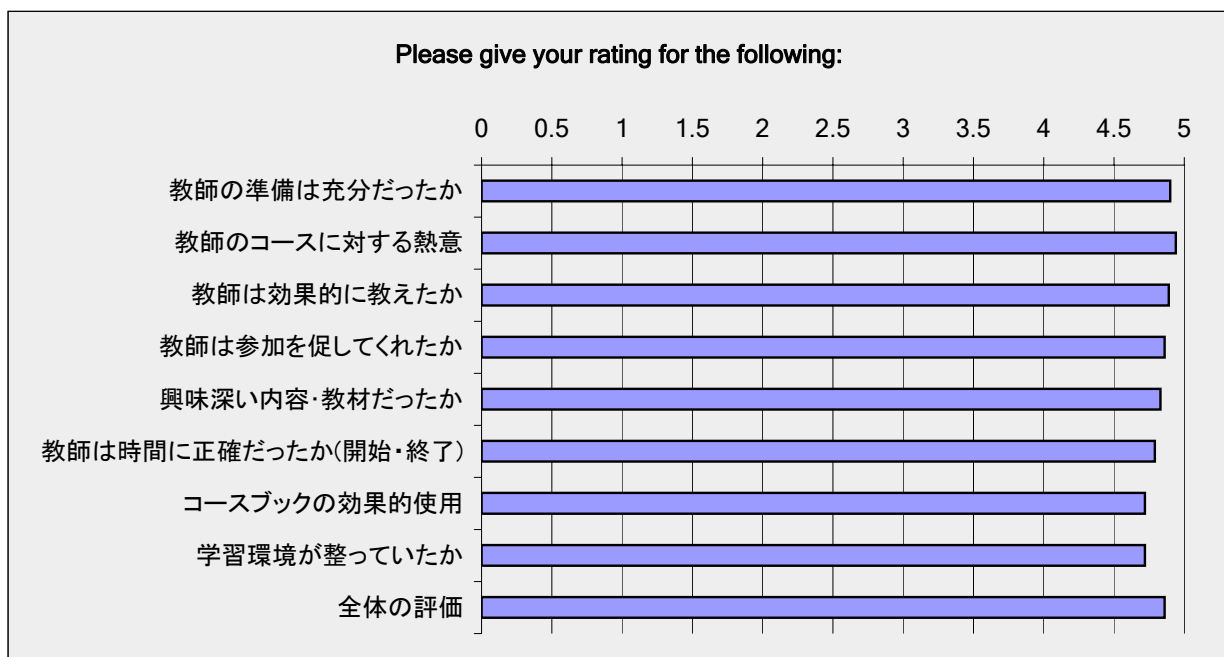 Please give your rating for the following:
0 0.5 1 1.5 2 2.5 3 3.5 4 4.5 5
教師の準備は充分だったか
教師のコースに対する熱意
教師は効果的に教えたか
教師は参加を促してくれたか
興味深い内容･教材だったか
教師は時間に正確だったか(開始・終了)
コースブックの効果的使用
学習環境が整っていたか
全体の評価